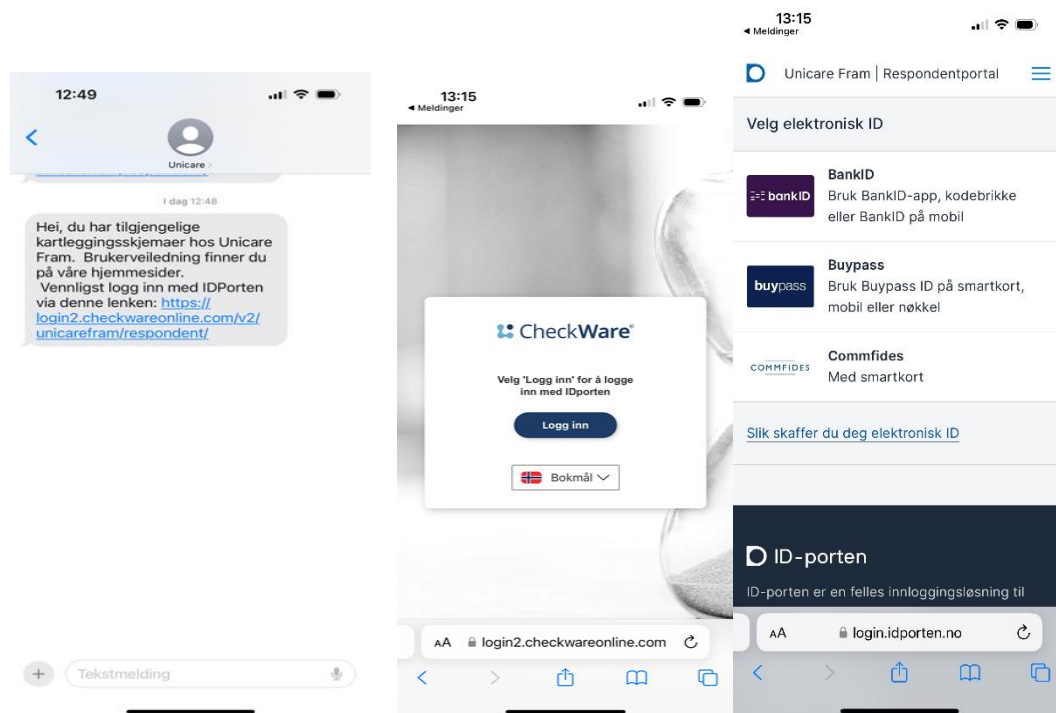 12:49
Unicare
I dag 12:48
Hei, du har tilgjengelige
kartleggingsskjemaer hos Unicare
Fram.  Brukerveiledning finner du
på våre hjemmesider.
Vennligst logg inn med IDPorten
via denne lenken: https://
login2.checkwareonline.com/v2/
unicarefram/respondent/
Tekstmelding
13:15
Meldinger
CheckWare
Velg 'Logg inn' for å logge
inn med IDporten
Logg inn
Bokmål
AA login2.checkwareonline.com
13:15
Meldinger
Unicare Fram | Respondentportal
Velg elektronisk ID
bankID
BankID
Bruk BankID-app, kodebrikke
eller BankID på mobil
buypass
Buypass
Bruk Buypass ID på smartkort,
mobil eller nøkkel
COMMFIDES
Commfides
Med smartkort
Slik skaffer du deg elektronisk ID
ID-porten
ID-porten er en felles innloggingsløsning til
AA login.idporten.no